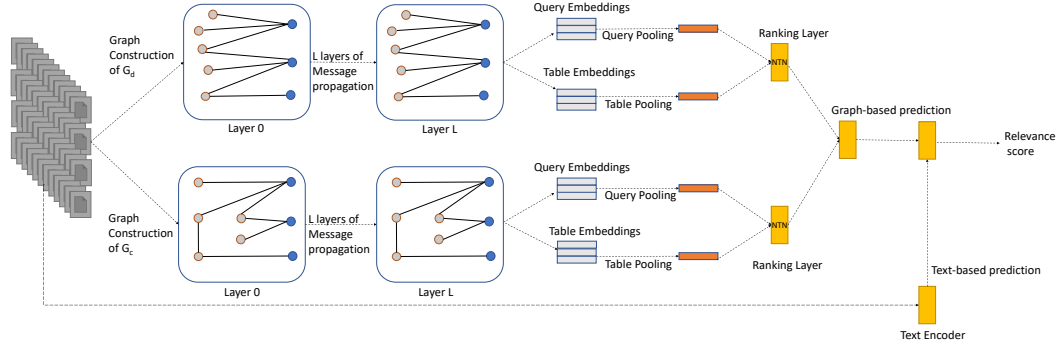 Graph
Construction
of Gd
Layer 0
L layers of
Message
propagation
Layer L
Query Embeddings
Query Pooling
Table Embeddings
Table Pooling
Ranking Layer
NTN
Graph-based prediction
Relevance
score
Graph
Construction
of Gc
Layer 0
L layers of
Message
propagation
Layer L
Query Embeddings
Query Pooling
Table Embeddings
Table Pooling
NTN
Ranking Layer
Text-based prediction
Text Encoder